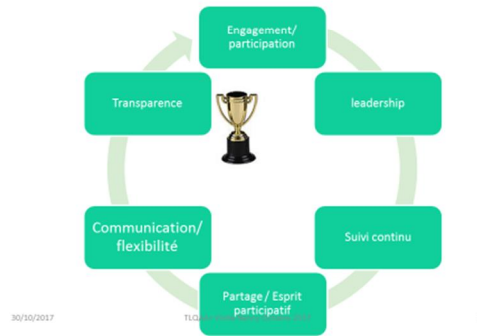 Engagement/
participation
leadership
Suivi continu
Partage / Esprit
participatif
Communication/
flexibilité
Transparence
30/10/2017